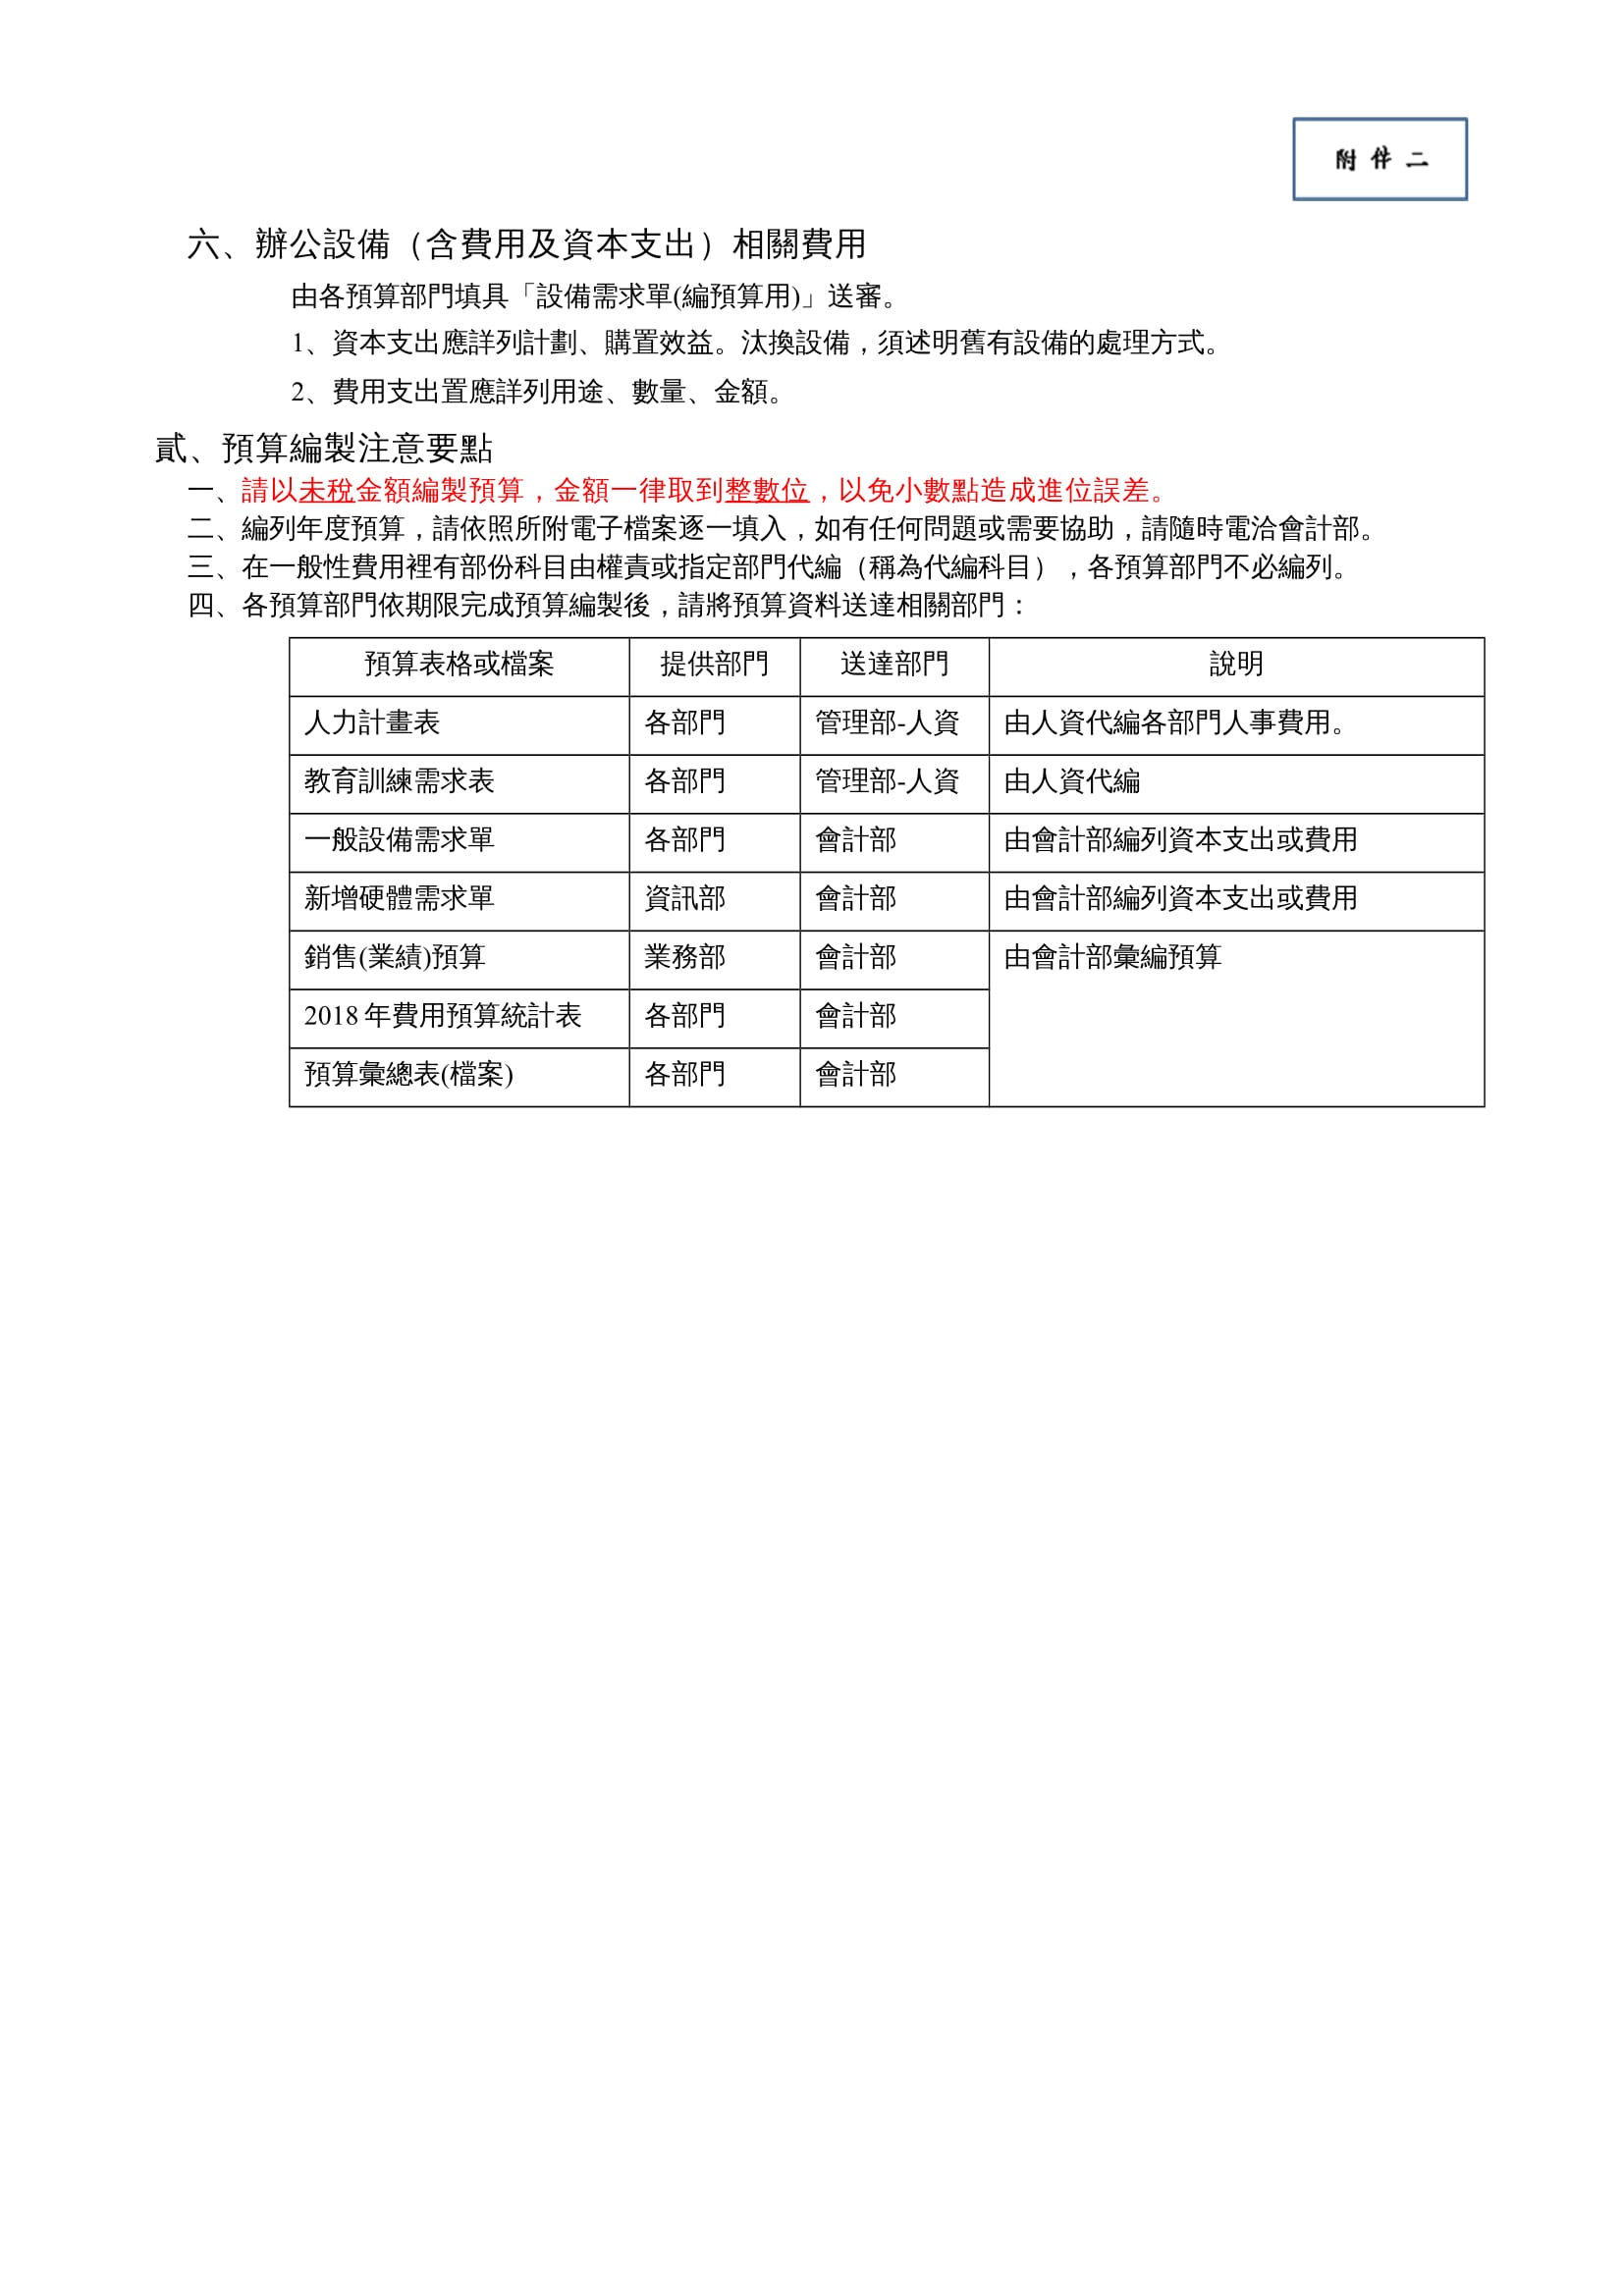 附件二
六、辦公設備（含費用及資本支出）相關費用
由各預算部門填具「設備需求單(編預算用)」送審。
1、資本支出應詳列計劃、購置效益。汰換設備，須述明舊有設備的處理方式。
2、費用支出置應詳列用途、數量、金額。
貳、預算編製注意要點
一、請以未稅金額編製預算，金額一律取到整數位，以免小數點造成進位誤差。
二、編列年度預算，請依照所附電子檔案逐一填入，如有任何問題或需要協助，請隨時電洽會計部。
三、在一般性費用裡有部份科目由權責或指定部門代編（稱為代編科目），各預算部門不必編列。
四、各預算部門依期限完成預算編製後，請將預算資料送達相關部門：
預算表格或檔案 提供部門 送達部門 說明
人力計畫表 各部門 管理部-人資 由人資代編各部門人事費用。
教育訓練需求表 各部門 管理部-人資 由人資代編
一般設備需求單 各部門 會計部 由會計部編列資本支出或費用
新增硬體需求單 資訊部 會計部 由會計部編列資本支出或費用
銷售(業績)預算 業務部 會計部 由會計部彙編預算
2018年費用預算統計表 各部門 會計部
預算彙總表(檔案) 各部門 會計部